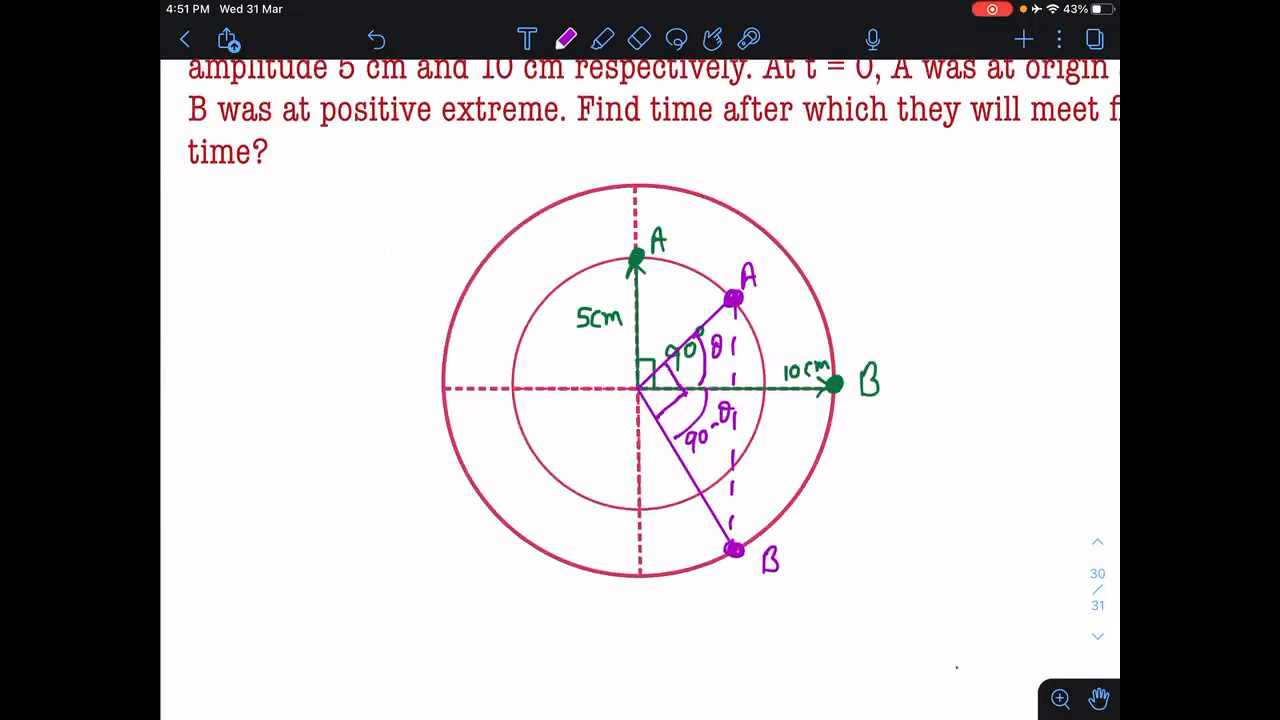 4:51 PM Wed 31 Mar
43%
T
amplitude 5 cm and 10 cm respectively. At t = 0, A was at origin
B was at positive extreme. Find time after which they will meet f
time?
A
A
5cm
90°
θ
10cm
B
90-θ
B
30
/
31